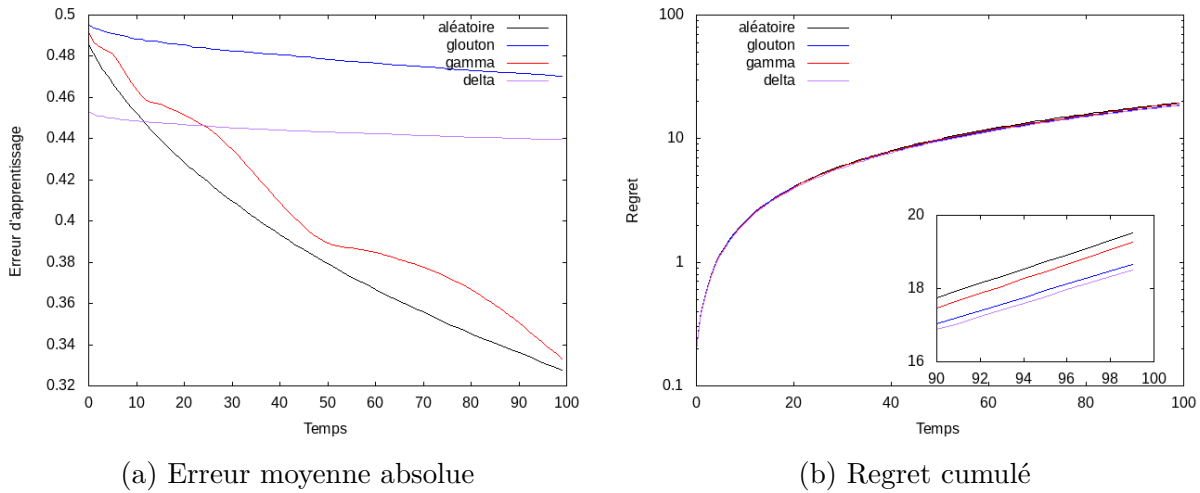 0.5
0.48
0.46
0.44
0.42
0.4
0.38
0.36
0.34
0.32
0 10 20 30 40 50 60 70 80 90 100
Erreur d'apprentissage
Temps
aléatoire
glouton
gamma
delta
(a) Erreur moyenne absolue
100
10
1
0.1
0 20 40 60 80 100
Regret
Temps
aléatoire
glouton
gamma
delta
20
18
16
90 92 94 96 98 100
(b) Regret cumulé